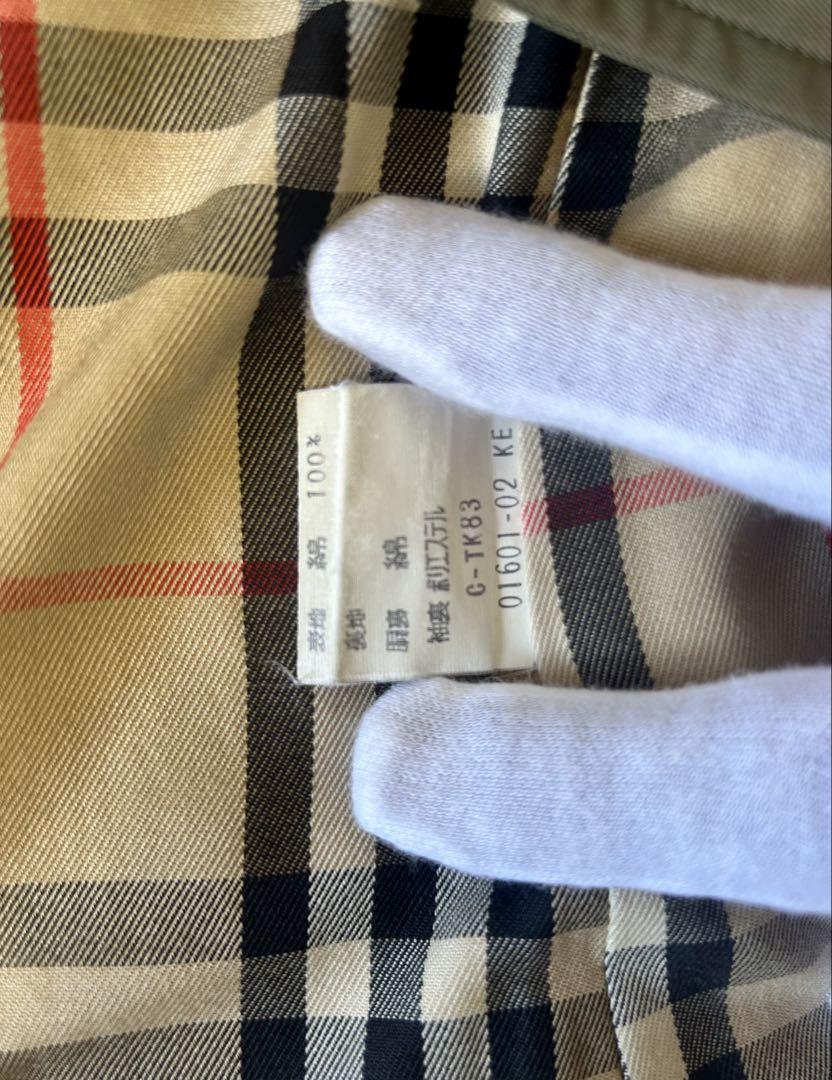 表地 綿 100%
裏地
胴裏 綿
袖裏 ポリエステル
C-TK83
01601-02 KE